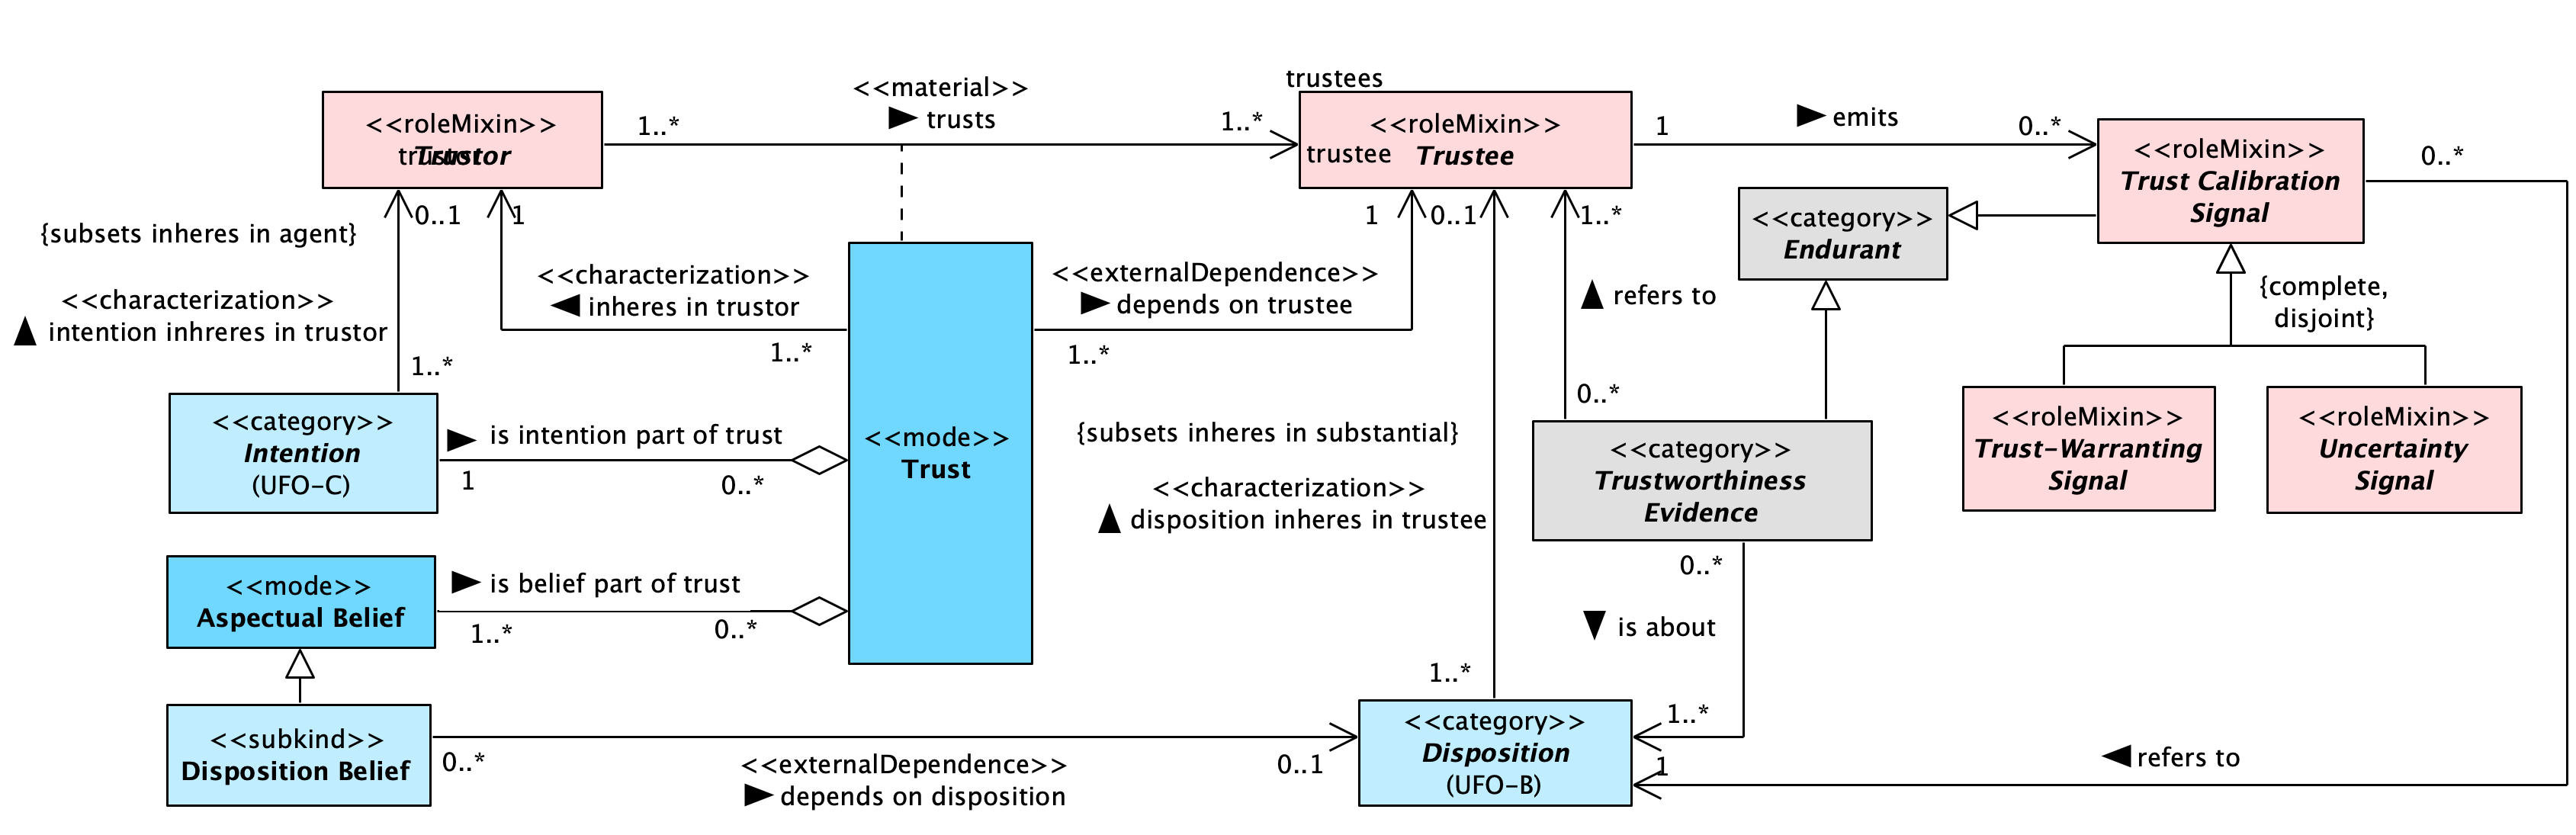 <<material>>
► trusts
trustees
<<roleMixin>>
Trustor
trustor
1..*
1..*
<<roleMixin>>
trustee
Trustee
1
► emits
0..*
<<roleMixin>>
Trust Calibration
Signal
0..*
<<category>>
Endurant
{subsets inheres in agent}
0..1
1
<<characterization>>
▲ intention inhreres in trustor
1..*
<<characterization>>
◄ inheres in trustor
1..*
<<externalDependence>>
► depends on trustee
1..*
1
0..1
1..*
▲ refers to
0..*
{complete,
disjoint}
<<roleMixin>>
Trust-Warranting
Signal
<<roleMixin>>
Uncertainty
Signal
<<category>>
Intention
(UFO-C)
► is intention part of trust
1
0..*
<<mode>>
Trust
{subsets inheres in substantial}
<<characterization>>
▲ disposition inheres in trustee
1..*
<<category>>
Trustworthiness
Evidence
0..*
▼ is about
1..*
<<mode>>
Aspectual Belief
► is belief part of trust
1..*
0..*
<<subkind>>
Disposition Belief
0..*
<<externalDependence>>
► depends on disposition
0..1
<<category>>
Disposition
(UFO-B)
1
◄ refers to